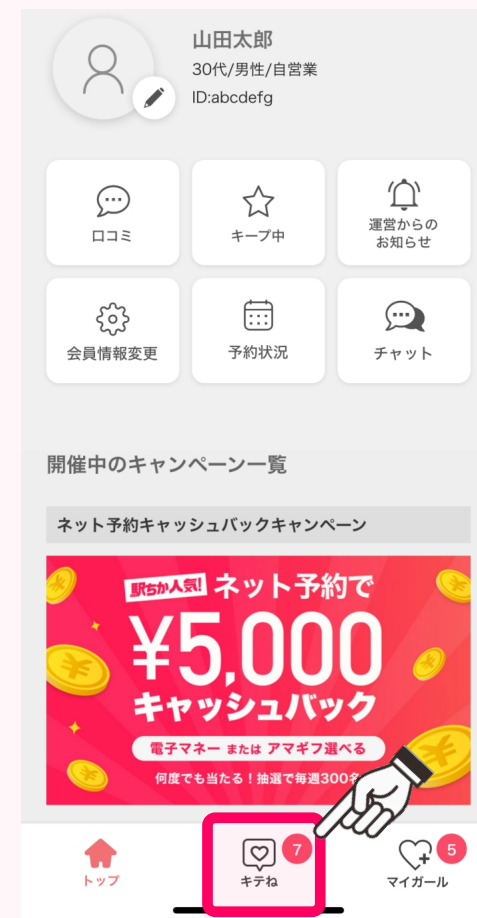 山田太郎
30代/男性/自営業
ID:abcdefg
口コミ
キープ中
運営からの
お知らせ
会員情報変更
予約状況
チャット
開催中のキャンペーン一覧
ネット予約キャッシュバックキャンペーン
駅ちか人気! ネット予約で
¥5,000
キャッシュバック
電子マネー または アマギフ選べる
何度でも当たる!抽選で毎週300名
トップ
7
キテね
5
マイガール